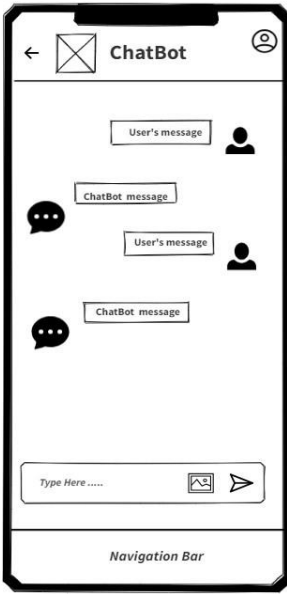 ChatBot
User's message
ChatBot message
User's message
ChatBot message
Type Here .....
Navigation Bar